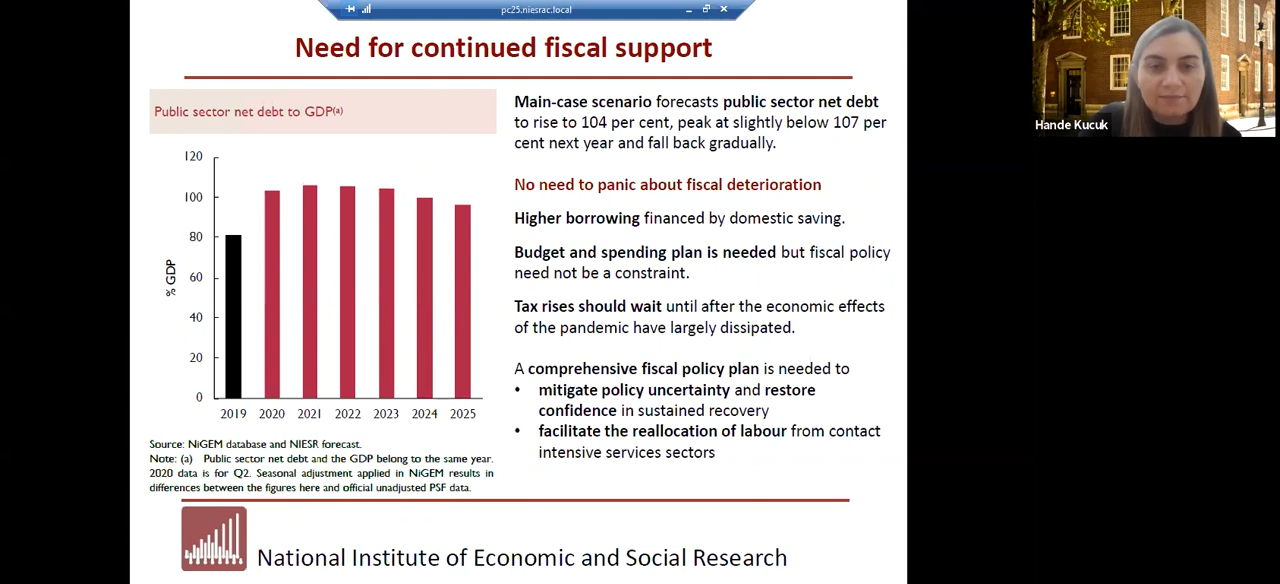 pc25.niesrac.local
Need for continued fiscal support
Public sector net debt to GDP(a)
120
100
80
60
40
20
0
% GDP
2019 2020 2021 2022 2023 2024 2025
Source: NiGEM database and NIESR forecast.
Note: (a) Public sector net debt and the GDP belong to the same year.
2020 data is for Q2. Seasonal adjustment applied in NiGEM results in
differences between the figures here and official unadjusted PSF data.
Main-case scenario forecasts public sector net debt
to rise to 104 per cent, peak at slightly below 107 per
cent next year and fall back gradually.
No need to panic about fiscal deterioration
Higher borrowing financed by domestic saving.
Budget and spending plan is needed but fiscal policy
need not be a constraint.
Tax rises should wait until after the economic effects
of the pandemic have largely dissipated.
A comprehensive fiscal policy plan is needed to
• mitigate policy uncertainty and restore
confidence in sustained recovery
• facilitate the reallocation of labour from contact
intensive services sectors
National Institute of Economic and Social Research
Hande Kucuk